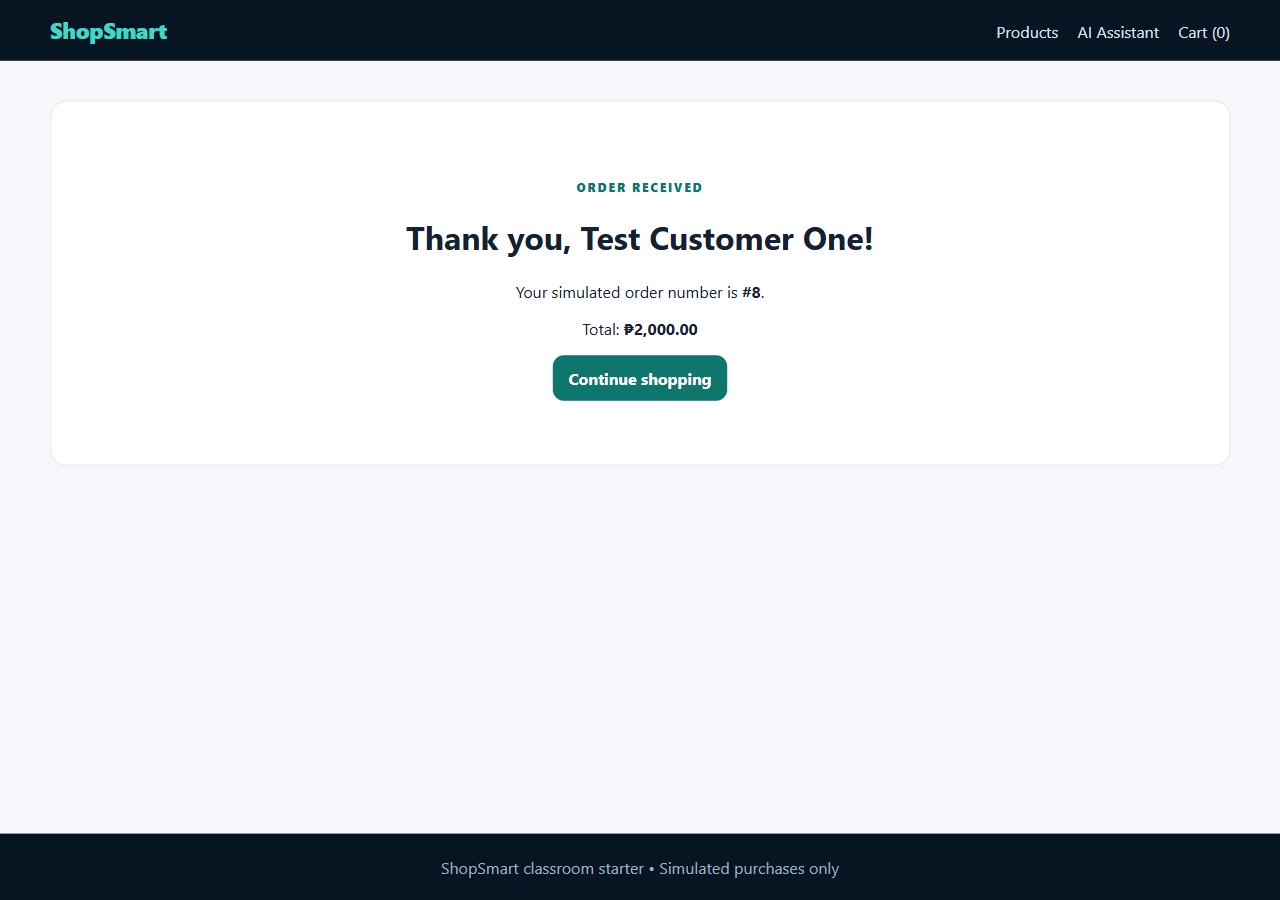 ShopSmart
Products AI Assistant Cart (0)
ORDER RECEIVED
Thank you, Test Customer One!
Your simulated order number is #8.
Total: ₱2,000.00
Continue shopping
ShopSmart classroom starter • Simulated purchases only